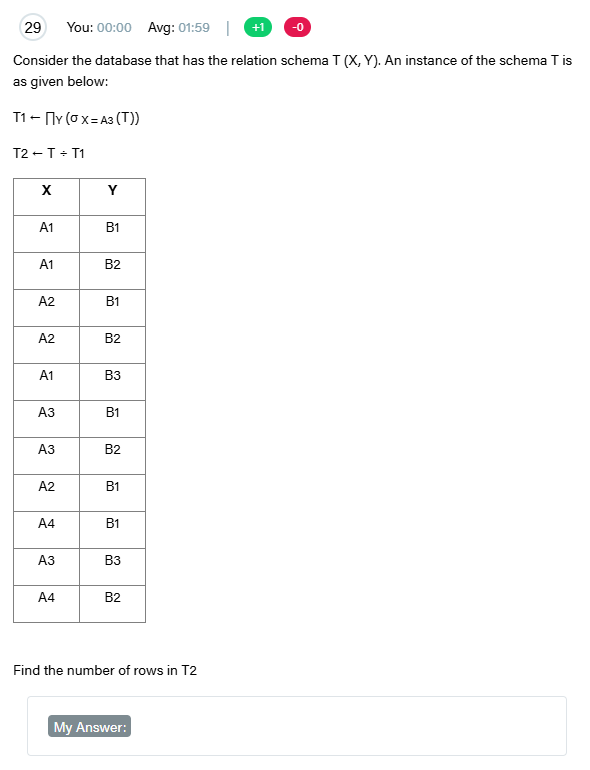 29 You: 00:00 Avg: 01:59 | +1 -0
Consider the database that has the relation schema T (X, Y). An instance of the schema T is
as given below:
T1 ← ∏Y (σ X = A3 (T))
T2 ← T ÷ T1
X Y
A1 B1
A1 B2
A2 B1
A2 B2
A1 B3
A3 B1
A3 B2
A2 B1
A4 B1
A3 B3
A4 B2
Find the number of rows in T2
My Answer: